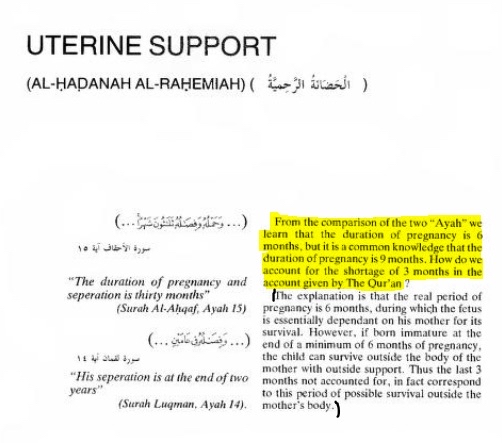 UTERINE SUPPORT
(AL-ḤAḌANAH AL-RAḤEMIAH) ( الْحَضَانَةُ الرَّحِمِيَّةُ )
(... وَحَمْلُهُ وَفِصَالُهُ ثَلَاثُونَ شَهْرًا ...)
سورة الأحقاف آية ١٥
"The duration of pregnancy and
seperation is thirty months"
(Surah Al-Aḥqaf, Ayah 15)
(... وَفِصَالُهُ فِي عَامَيْنِ ...)
سورة لقمان آية ١٤
"His seperation is at the end of two
years"
(Surah Luqman, Ayah 14).
From the comparison of the two "Ayah" we
learn that the duration of pregnancy is 6
months, but it is a common knowledge that the
duration of pregnancy is 9 months. How do we
account for the shortage of 3 months in the
account given by The Qur'an ?
(The explanation is that the real period of
pregnancy is 6 months, during which the fetus
is essentially dependant on his mother for its
survival. However, if born immature at the
end of a minimum of 6 months of pregnancy,
the child can survive outside the body of the
mother with outside support. Thus the last 3
months not accounted for, in fact correspond
to this period of possible survival outside the
mother's body.)